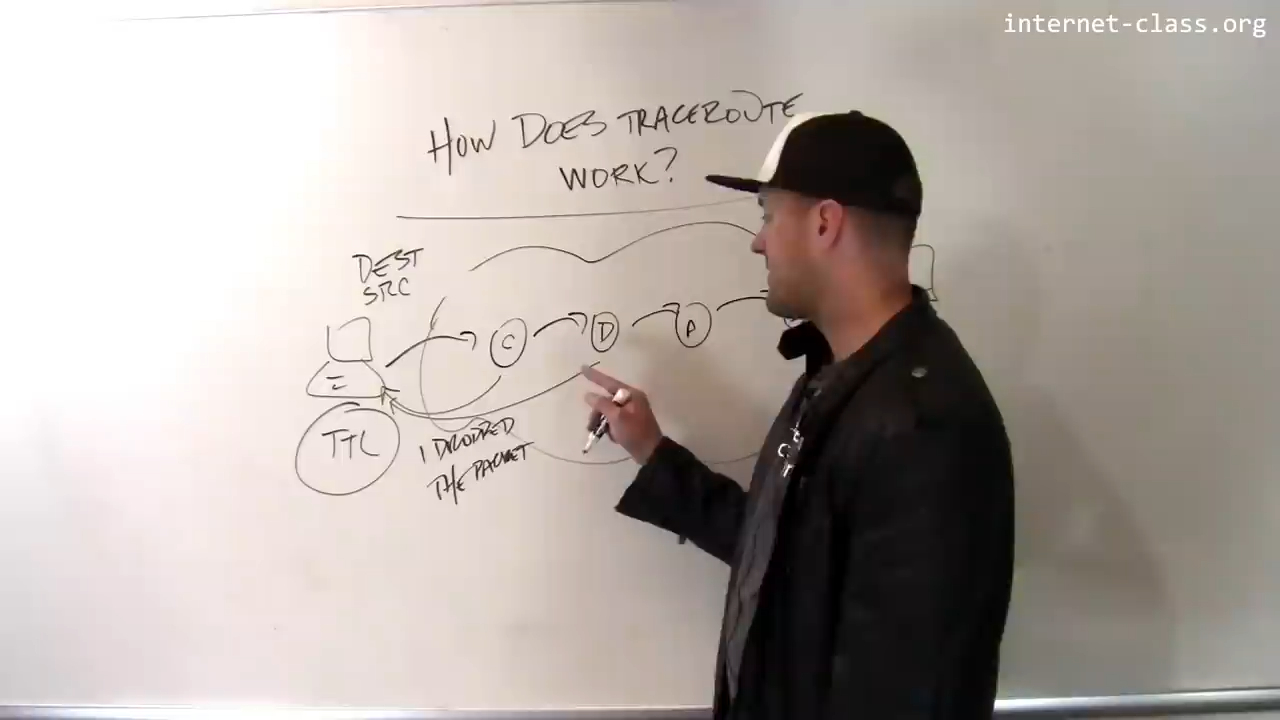 internet-class.org
HOW DOES TRACEROUTE
WORK?
DEST
SRC
C
D
A
TTL
I DROPPED
THE PACKET